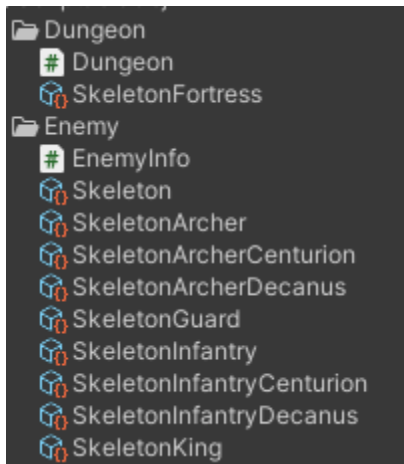 Dungeon
Dungeon
SkeletonFortress
Enemy
EnemyInfo
Skeleton
SkeletonArcher
SkeletonArcherCenturion
SkeletonArcherDecanus
SkeletonGuard
SkeletonInfantry
SkeletonInfantryCenturion
SkeletonInfantryDecanus
SkeletonKing